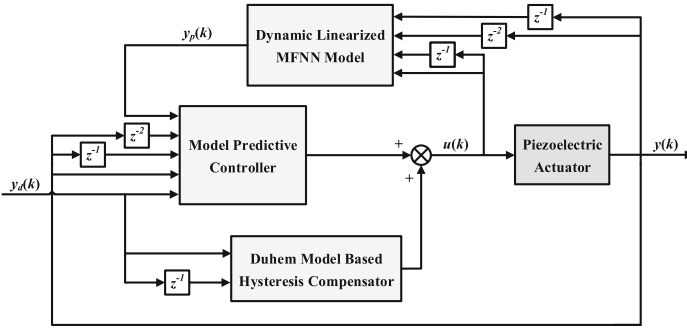 z⁻¹
Dynamic Linearized
MFNN Model
yₚ(k)
z⁻²
z⁻¹
z⁻²
z⁻¹
Model Predictive
Controller
+
u(k)
+
Piezoelectric
Actuator
y(k)
y_d(k)
Duhem Model Based
Hysteresis Compensator
z⁻¹